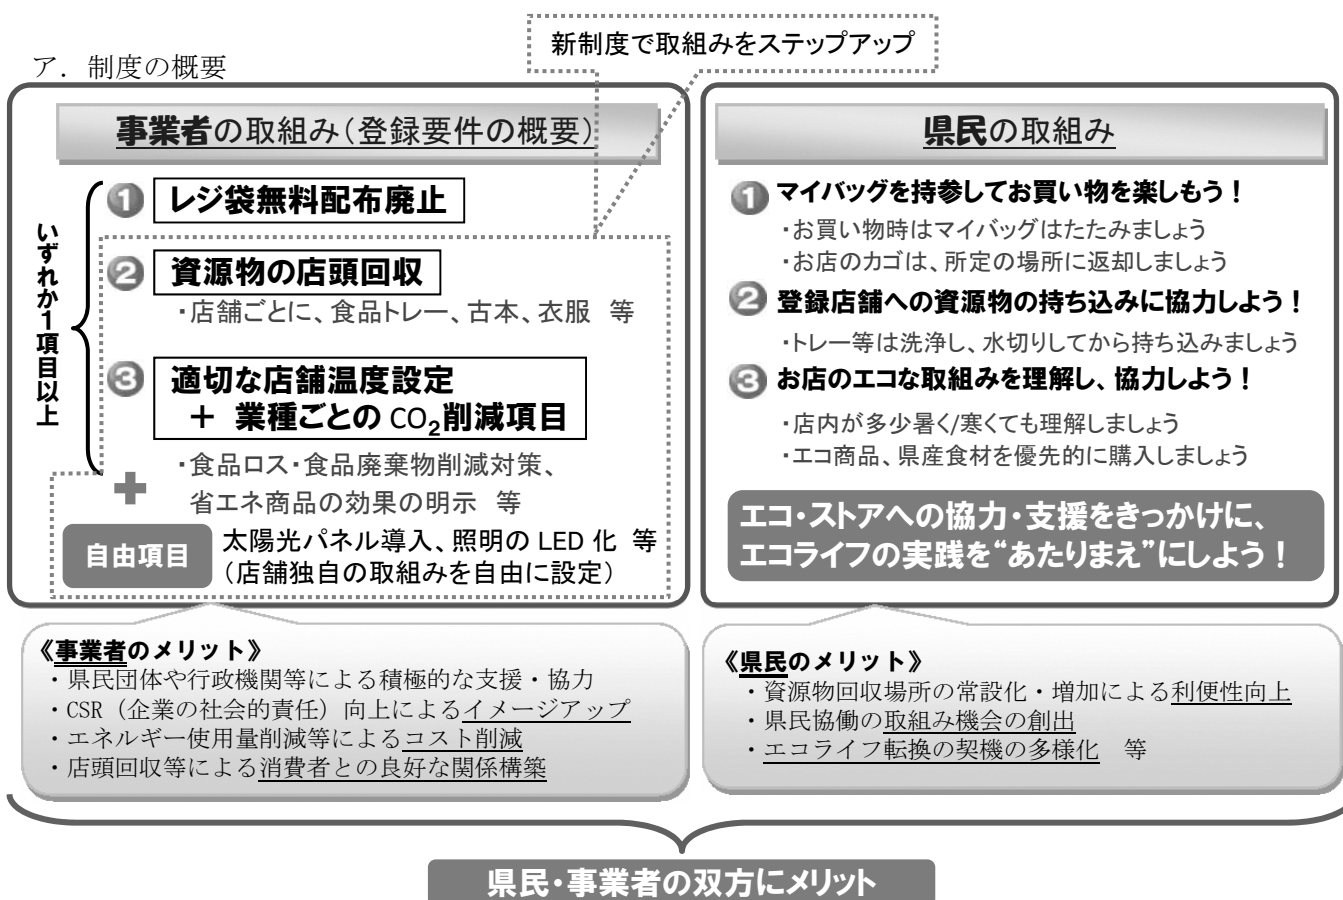 新制度で取組みをステップアップ
ア．制度の概要
事業者の取組み（登録要件の概要）
いずれか1項目以上
① レジ袋無料配布廃止
② 資源物の店頭回収
・店舗ごとに、食品トレー、古本、衣服　等
③ 適切な店舗温度設定
＋ 業種ごとの CO₂削減項目
・食品ロス・食品廃棄物削減対策、
省エネ商品の効果の明示　等
＋
自由項目
太陽光パネル導入、照明の LED 化　等
（店舗独自の取組みを自由に設定）
県民の取組み
① マイバッグを持参してお買い物を楽しもう！
・お買い物時はマイバッグはたたみましょう
・お店のカゴは、所定の場所に返却しましょう
② 登録店舗への資源物の持ち込みに協力しよう！
・トレー等は洗浄し、水切りしてから持ち込みましょう
③ お店のエコな取組みを理解し、協力しよう！
・店内が多少暑く/寒くても理解しましょう
・エコ商品、県産食材を優先的に購入しましょう
エコ・ストアへの協力・支援をきっかけに、
エコライフの実践を“あたりまえ”にしよう！
《事業者のメリット》
・県民団体や行政機関等による積極的な支援・協力
・CSR（企業の社会的責任）向上によるイメージアップ
・エネルギー使用量削減等によるコスト削減
・店頭回収等による消費者との良好な関係構築
《県民のメリット》
・資源物回収場所の常設化・増加による利便性向上
・県民協働の取組み機会の創出
・エコライフ転換の契機の多様化　等
県民・事業者の双方にメリット